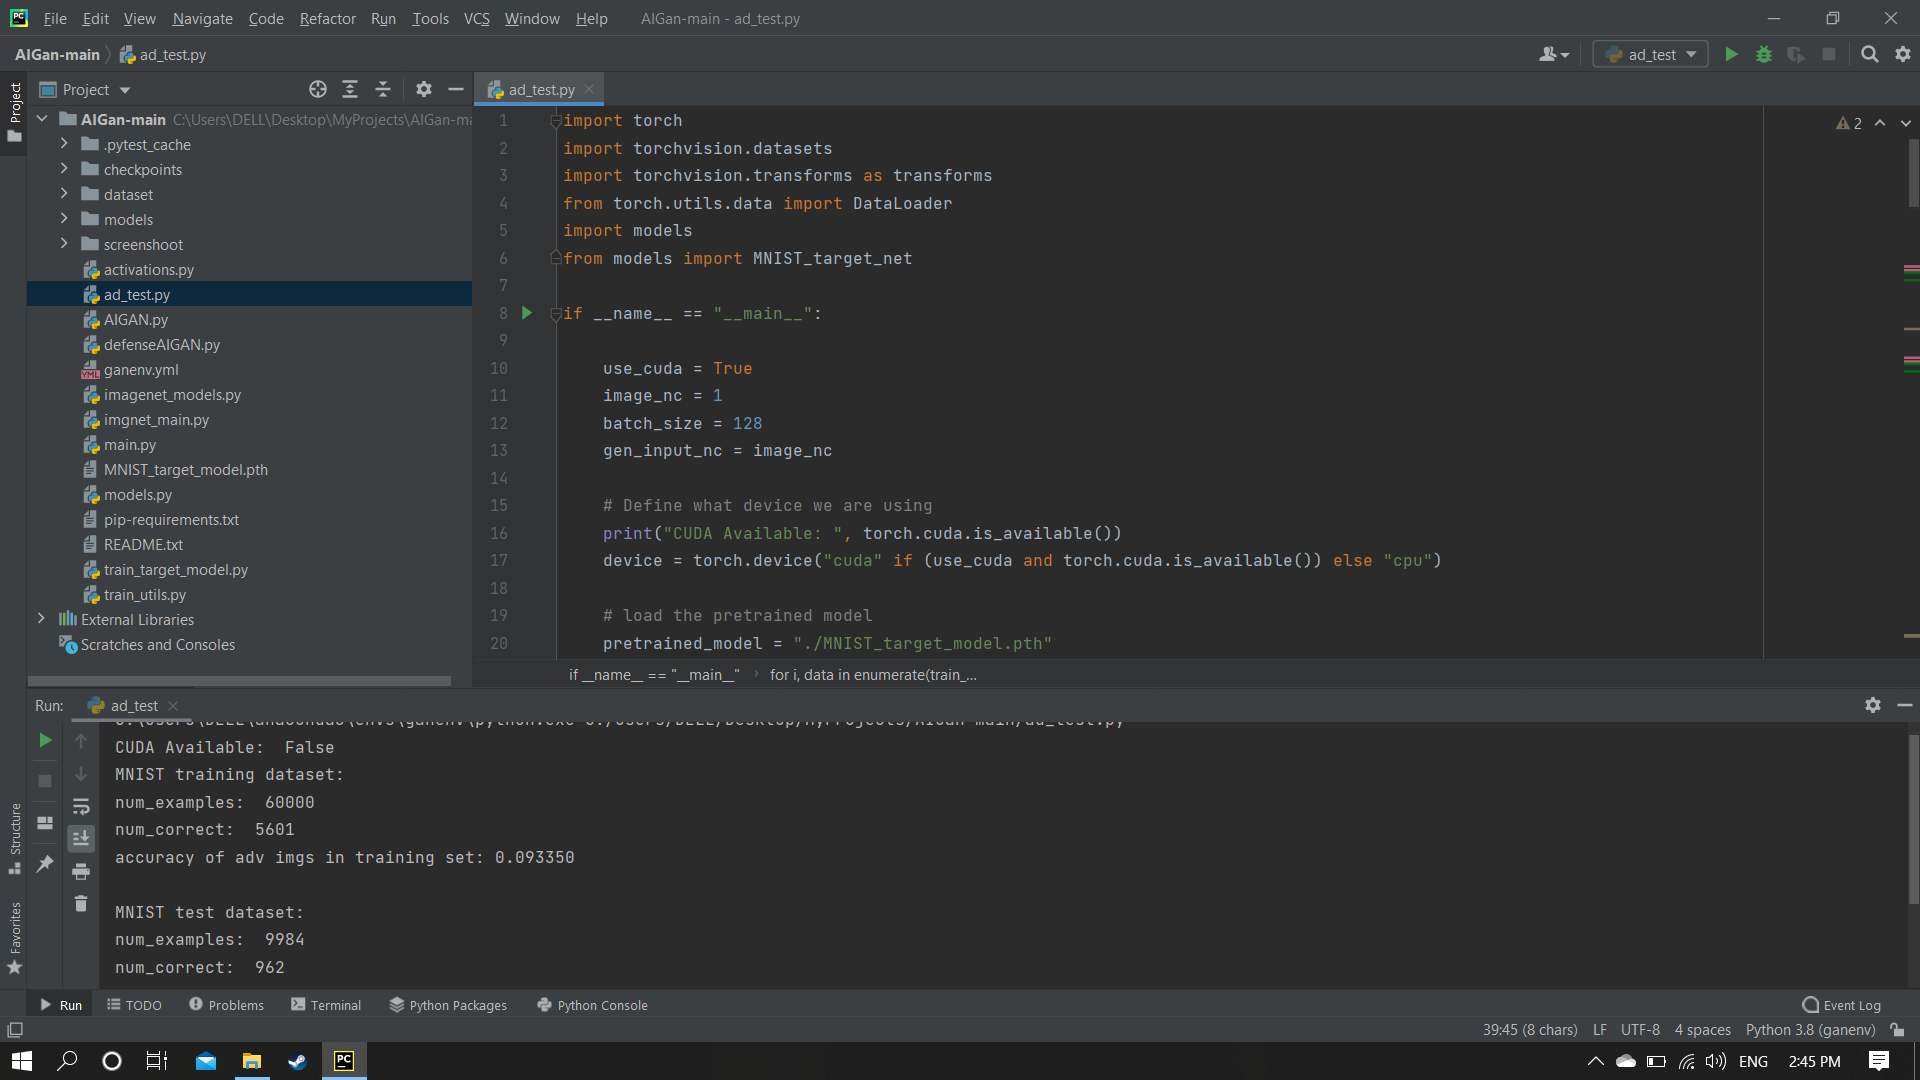 File Edit View Navigate Code Refactor Run Tools VCS Window Help AIGan-main - ad_test.py
AIGan-main ad_test.py
ad_test
Project
Project
ad_test.py
AIGan-main C:\Users\DELL\Desktop\MyProjects\AIGan-ma
.pytest_cache
checkpoints
dataset
models
screenshoot
activations.py
ad_test.py
AIGAN.py
defenseAIGAN.py
YML ganenv.yml
imagenet_models.py
imgnet_main.py
main.py
MNIST_target_model.pth
models.py
pip-requirements.txt
README.txt
train_target_model.py
train_utils.py
External Libraries
Scratches and Consoles
2
1 import torch
2 import torchvision.datasets
3 import torchvision.transforms as transforms
4 from torch.utils.data import DataLoader
5 import models
6 from models import MNIST_target_net
7
8 if __name__ == "__main__":
9
10 use_cuda = True
11 image_nc = 1
12 batch_size = 128
13 gen_input_nc = image_nc
14
15 # Define what device we are using
16 print("CUDA Available: ", torch.cuda.is_available())
17 device = torch.device("cuda" if (use_cuda and torch.cuda.is_available()) else "cpu")
18
19 # load the pretrained model
20 pretrained_model = "./MNIST_target_model.pth"
if __name__ == "__main__" › for i, data in enumerate(train_...
Run: ad_test
CUDA Available:  False
MNIST training dataset:
num_examples:  60000
num_correct:  5601
accuracy of adv imgs in training set: 0.093350
MNIST test dataset:
num_examples:  9984
num_correct:  962
Structure
Favorites
Run TODO Problems Terminal Python Packages Python Console Event Log
39:45 (8 chars) LF UTF-8 4 spaces Python 3.8 (ganenv)
PC ENG 2:45 PM